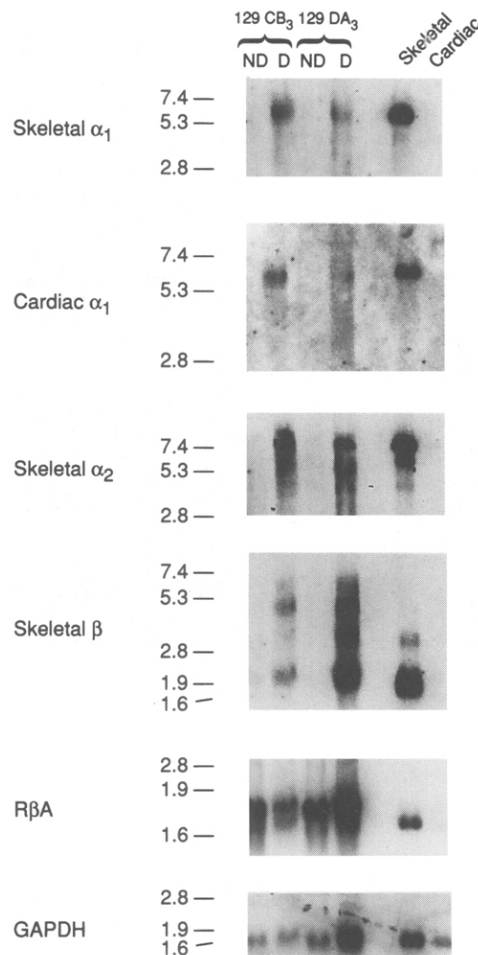 129 CB₃ 129 DA₃
ND D ND D Skeletal Cardiac
Skeletal α₁
7.4
5.3
2.8
Cardiac α₁
7.4
5.3
2.8
Skeletal α₂
7.4
5.3
2.8
Skeletal β
7.4
5.3
2.8
1.9
1.6
RβA
2.8
1.9
1.6
GAPDH
2.8
1.9
1.6